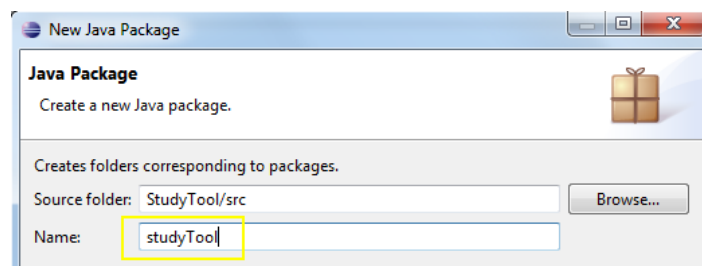 New Java Package
Java Package
Create a new Java package.
Creates folders corresponding to packages.
Source folder: StudyTool/src Browse...
Name: studyTool